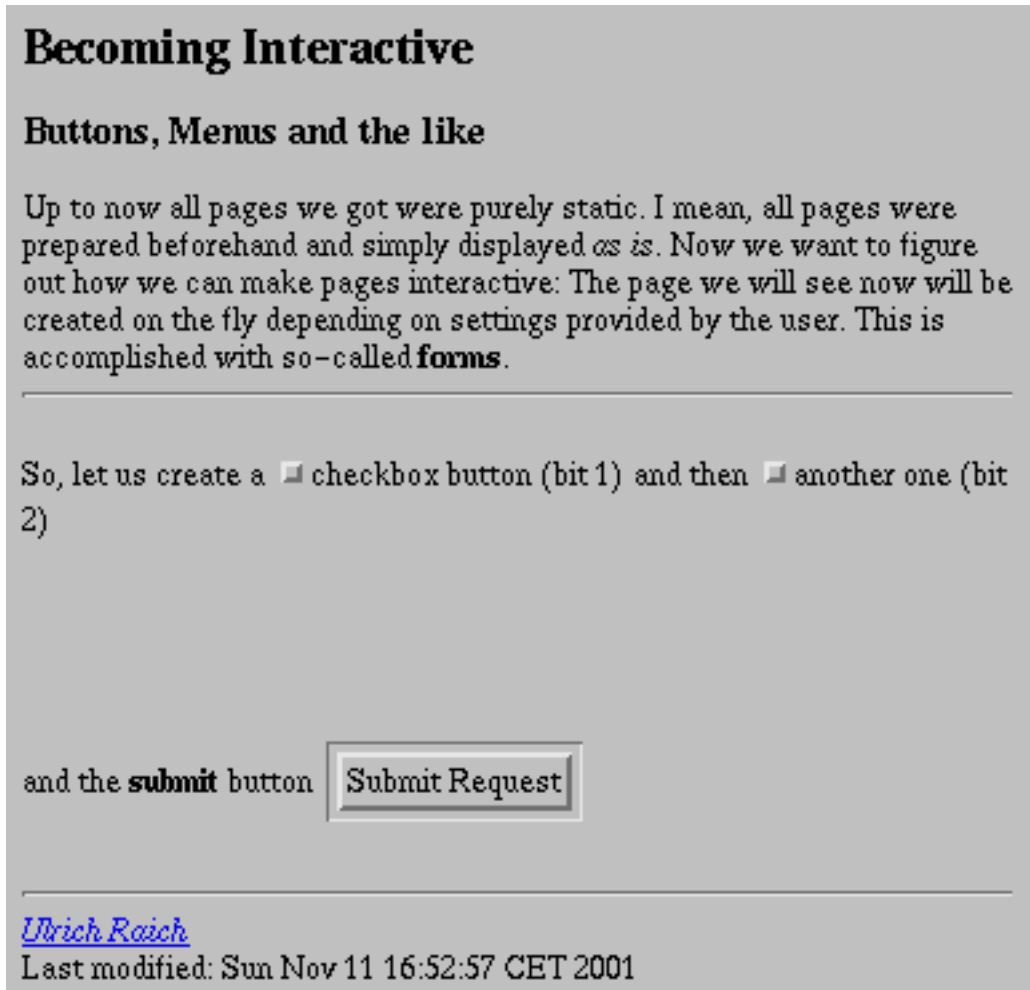 Becoming Interactive
Buttons, Menus and the like
Up to now all pages we got were purely static. I mean, all pages were
prepared beforehand and simply displayed as is. Now we want to figure
out how we can make pages interactive: The page we will see now will be
created on the fly depending on settings provided by the user. This is
accomplished with so-called forms.
So, let us create a checkbox button (bit 1) and then another one (bit
2)
and the submit button Submit Request
Ulrich Raich
Last modified: Sun Nov 11 16:52:57 CET 2001